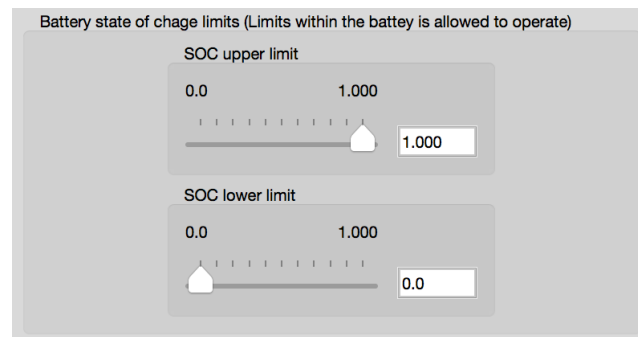 Battery state of chage limits (Limits within the battey is allowed to operate)
SOC upper limit
0.0 1.000
1.000
SOC lower limit
0.0 1.000
0.0